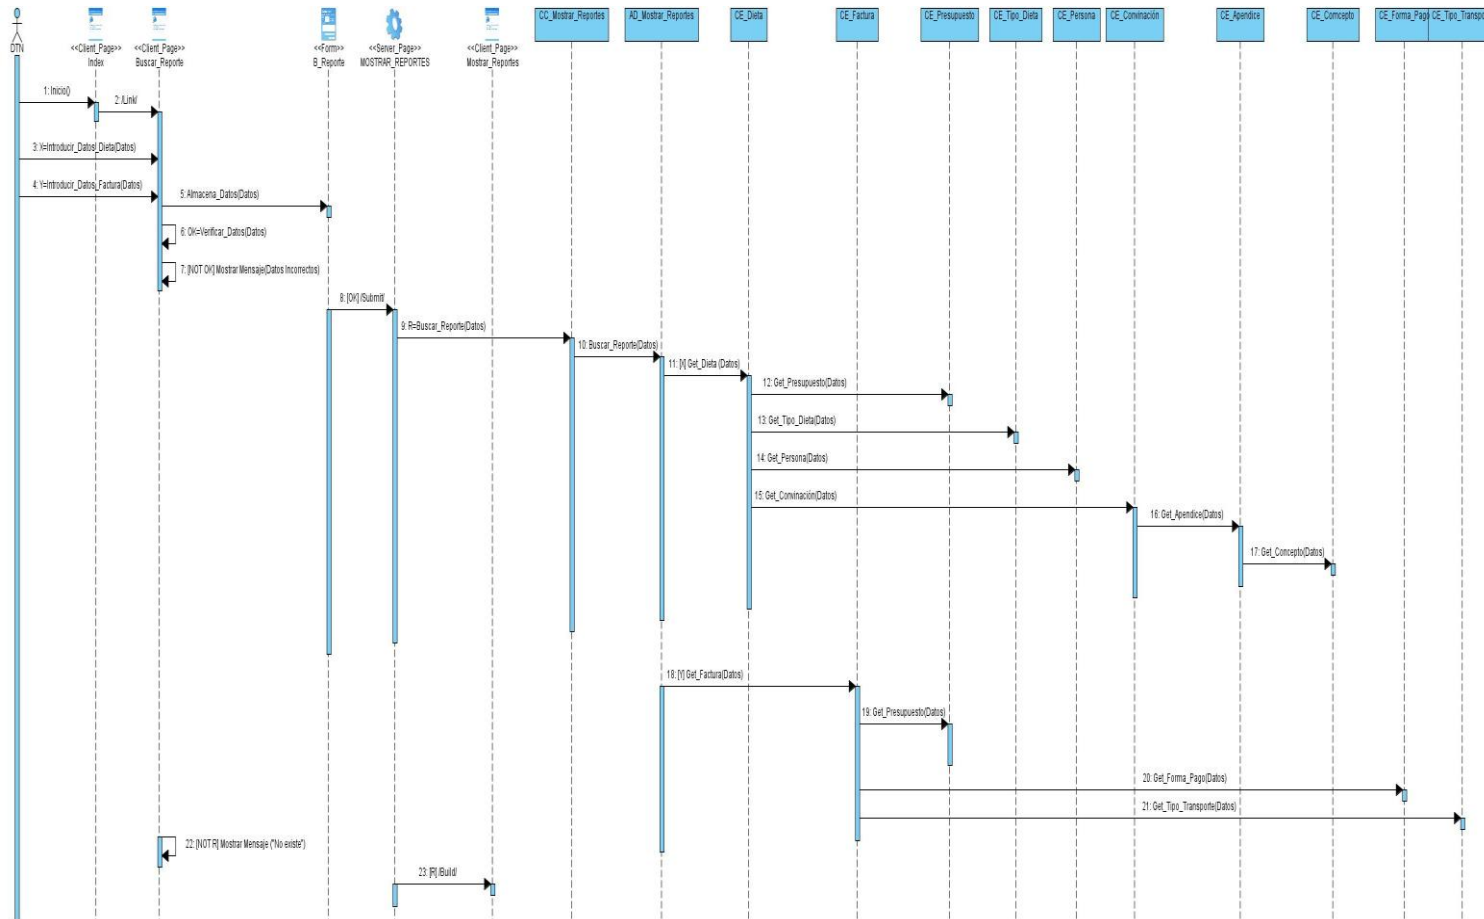 DTN
<<Client_Page>>
Index
<<Client_Page>>
Buscar_Reporte
<<Form>>
B_Reporte
<<Server_Page>>
MOSTRAR_REPORTES
<<Client_Page>>
Mostrar_Reportes
CC_Mostrar_Reportes
AD_Mostrar_Reportes
CE_Dieta
CE_Factura
CE_Presupuesto
CE_Tipo_Dieta
CE_Persona
CE_Convinación
CE_Apendice
CE_Comcepto
CE_Forma_Pago
CE_Tipo_Transpo
1: Inicio()
2: /Link/
3: X=Introducir_Datos_Dieta(Datos)
4: Y=Introducir_Datos_Factura(Datos)
5: Almacena_Datos(Datos)
6: OK=Verificar_Datos(Datos)
7: [NOT OK] Mostrar Mensaje(Datos Incorrectos)
8: [OK] /Submit/
9: R=Buscar_Reporte(Datos)
10: Buscar_Reporte(Datos)
11: [X] Get_Dieta (Datos)
12: Get_Presupuesto(Datos)
13: Get_Tipo_Dieta(Datos)
14: Get_Persona(Datos)
15: Get_Convinación(Datos)
16: Get_Apendice(Datos)
17: Get_Concepto(Datos)
18: [Y] Get_Factura(Datos)
19: Get_Presupuesto(Datos)
20: Get_Forma_Pago(Datos)
21: Get_Tipo_Transporte(Datos)
22: [NOT R] Mostrar Mensaje ("No existe")
23: [R] /Build/